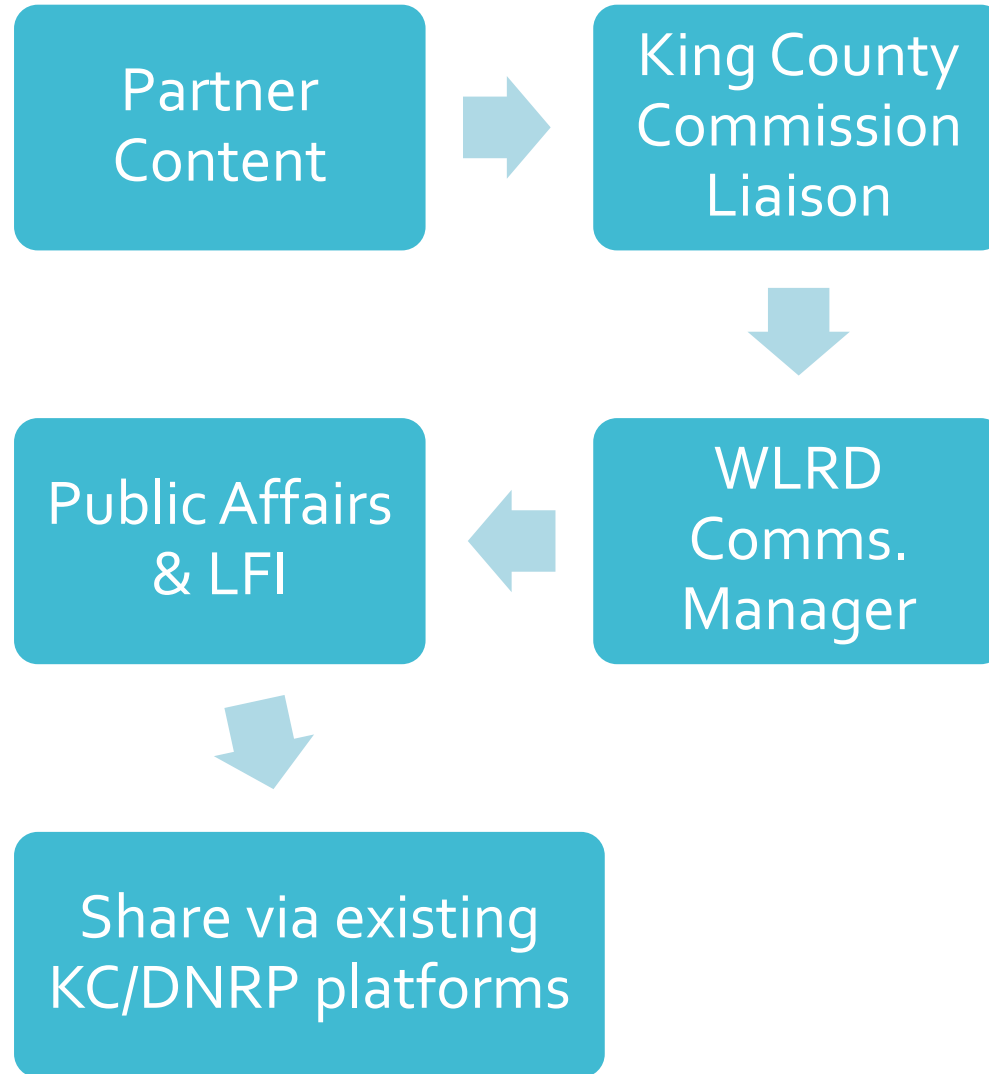 Partner
Content
King County
Commission
Liaison
WLRD
Comms.
Manager
Public Affairs
& LFI
Share via existing
KC/DNRP platforms